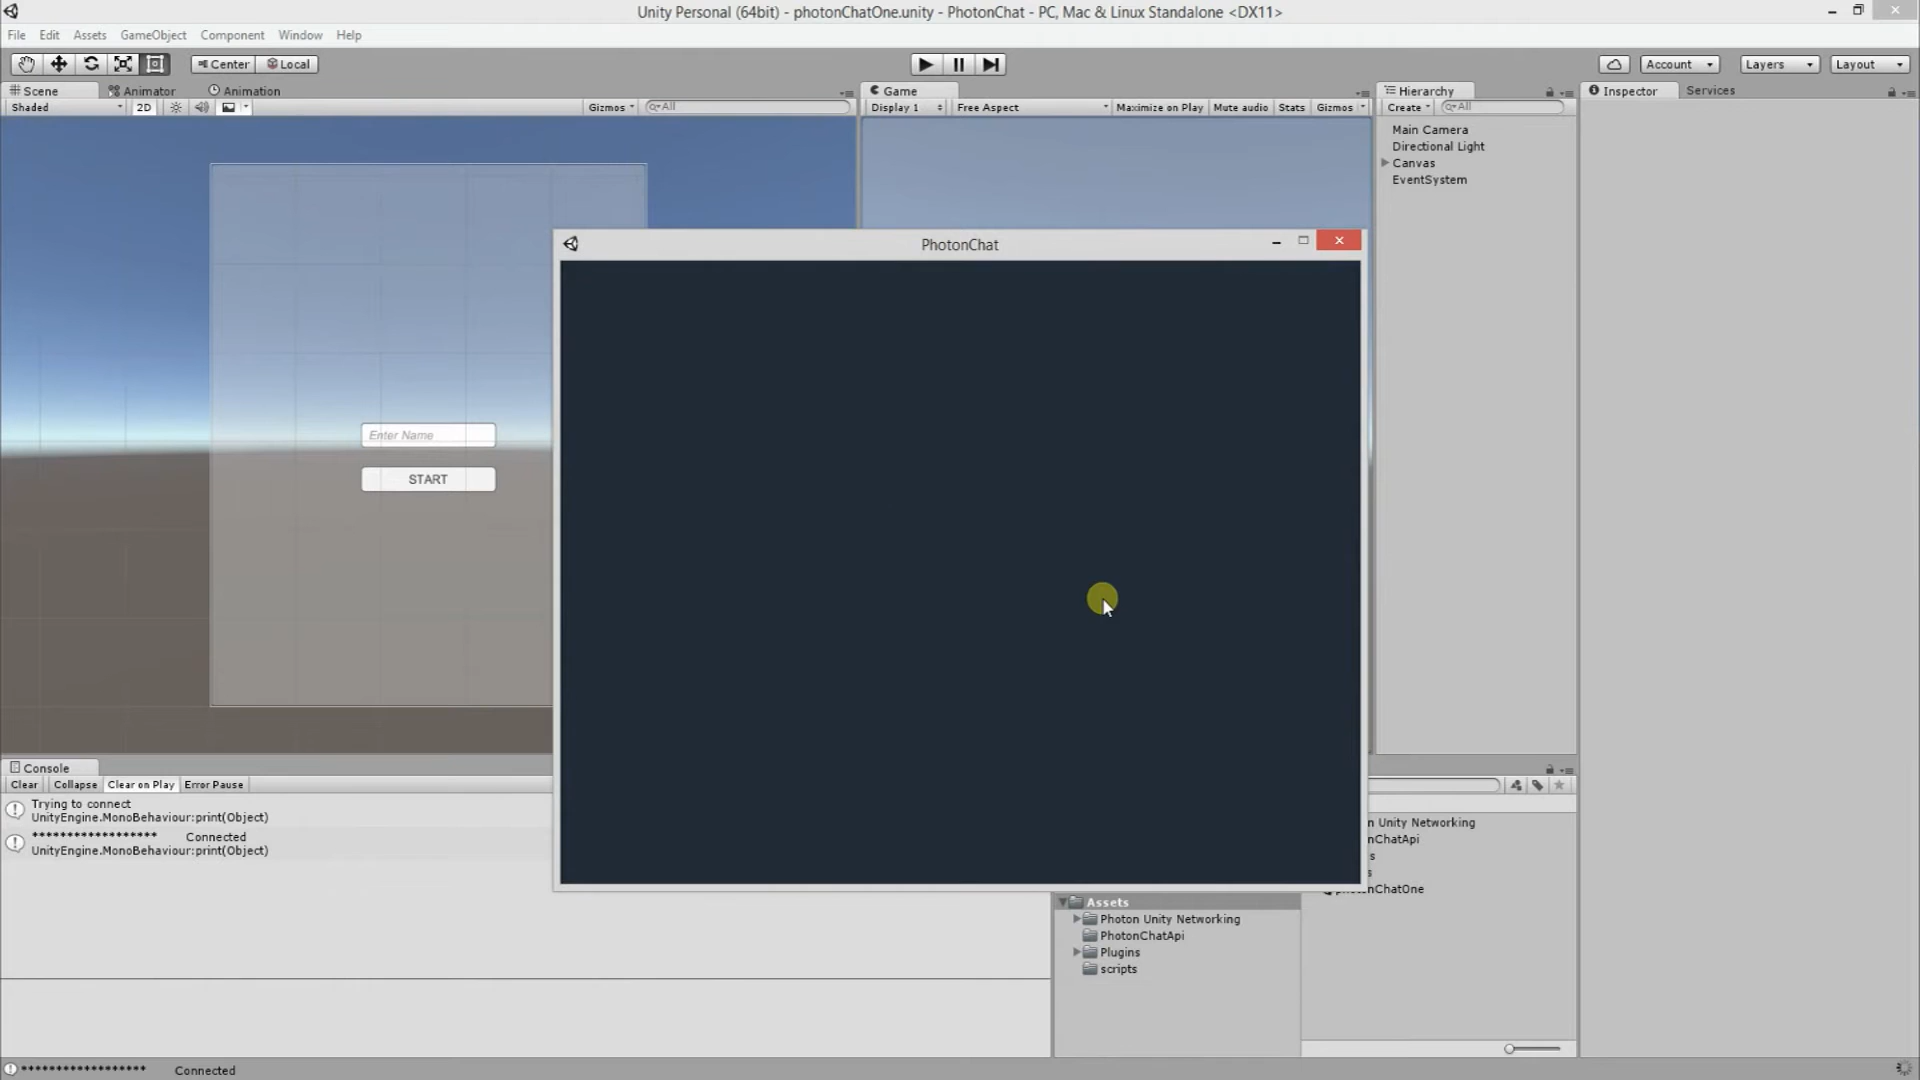 Unity Personal (64bit) - photonChatOne.unity - PhotonChat - PC, Mac & Linux Standalone <DX11>
File Edit Assets GameObject Component Window Help
Center Local Account Layers Layout
Scene Animator Animation Game Hierarchy Inspector Services
Shaded 2D Gizmos All Display 1 Free Aspect Maximize on Play Mute audio Stats Gizmos Create All
Main Camera
Directional Light
Canvas
EventSystem
PhotonChat
Enter Name
START
Console
Clear Collapse Clear on Play Error Pause
Trying to connect
UnityEngine.MonoBehaviour:print(Object)
****************** Connected
UnityEngine.MonoBehaviour:print(Object)
n Unity Networking
nChatApi
s
s
photonChatOne
Assets
Photon Unity Networking
PhotonChatApi
Plugins
scripts
****************** Connected